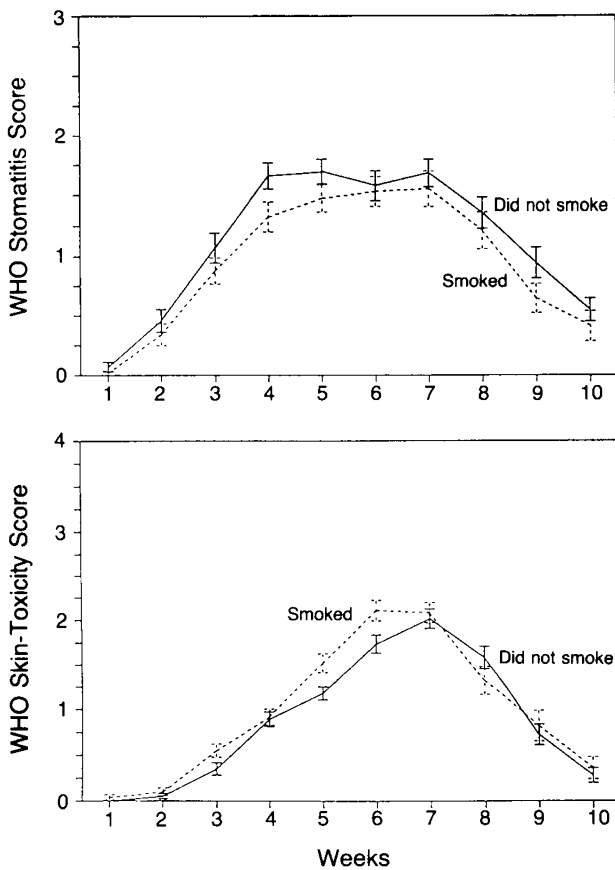 WHO Stomatitis Score
3
2
1
0
Did not smoke
Smoked
1 2 3 4 5 6 7 8 9 10
WHO Skin-Toxicity Score
4
3
2
1
0
Smoked
Did not smoke
1 2 3 4 5 6 7 8 9 10
Weeks